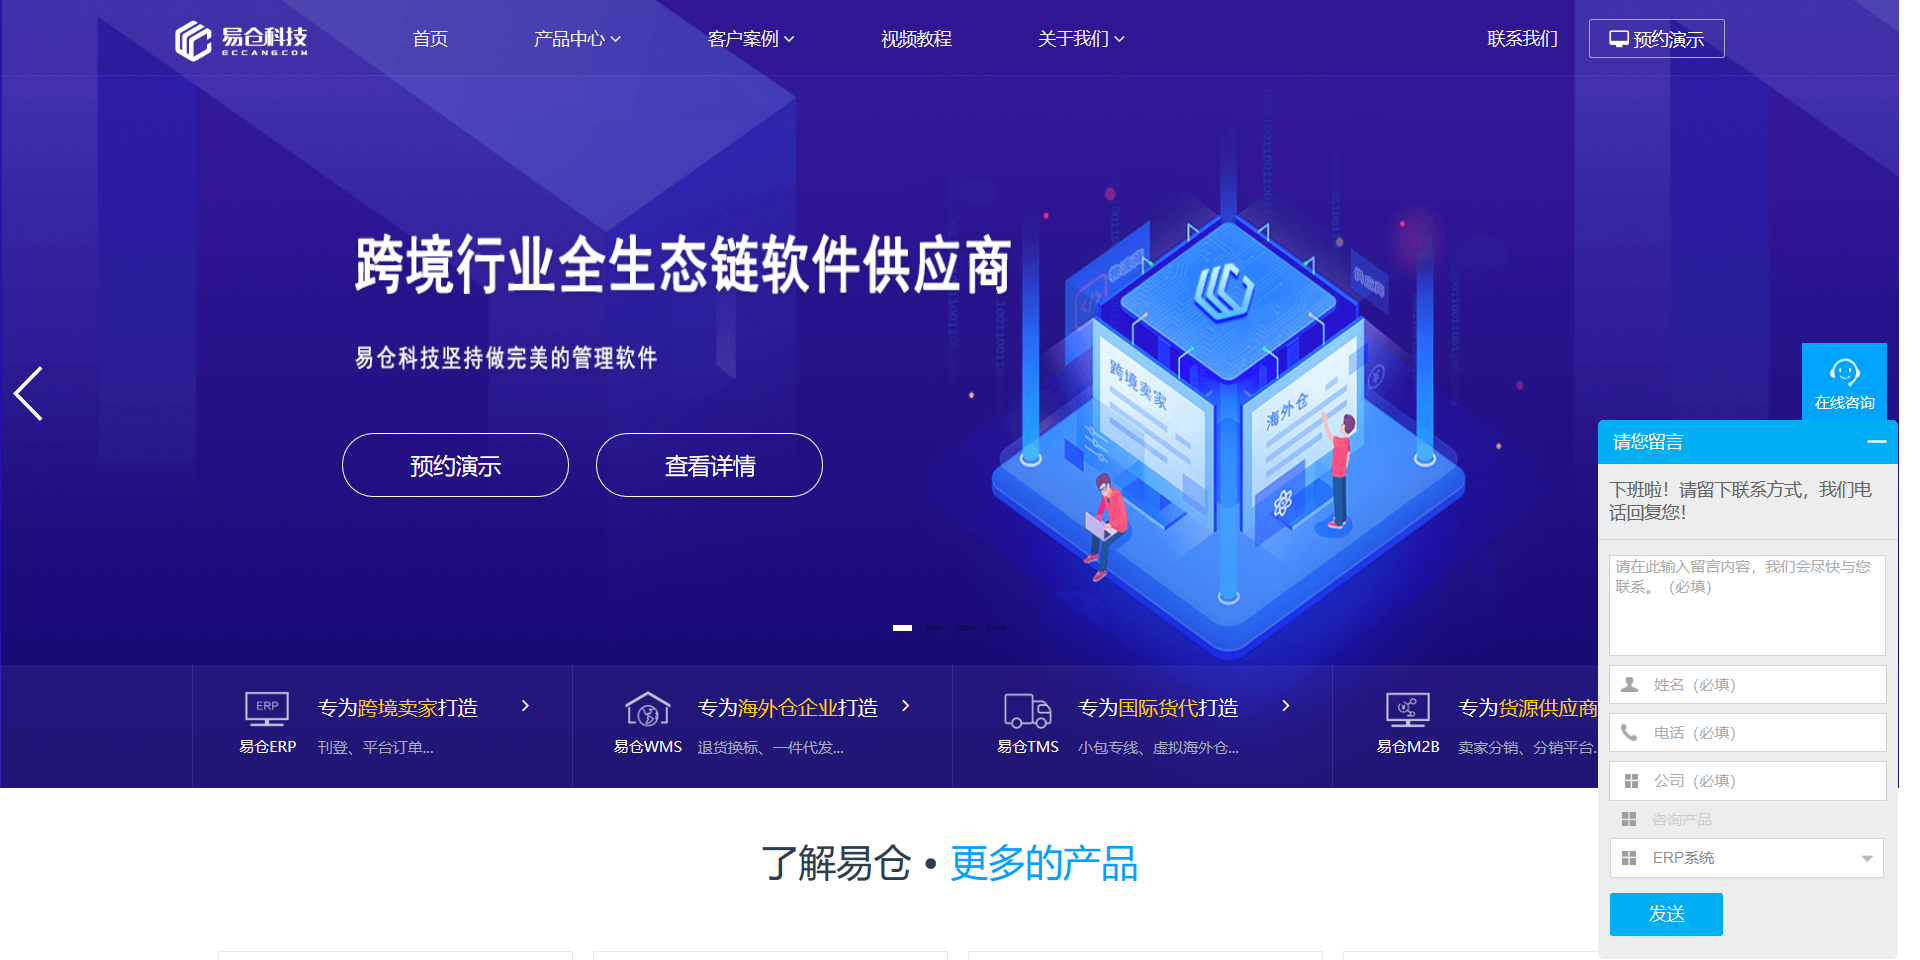 易仓科技
ECCANG.COM
首页
产品中心
客户案例
视频教程
关于我们
联系我们
预约演示
跨境行业全生态链软件供应商
易仓科技坚持做完美的管理软件
预约演示
查看详情
物流商
供应商
跨境卖家
海外仓
在线咨询
请您留言
下班啦！请留下联系方式，我们电
话回复您！
请在此输入留言内容，我们会尽快与您
联系。（必填）
姓名（必填）
电话（必填）
公司（必填）
咨询产品
ERP系统
发送
ERP
易仓ERP
专为跨境卖家打造
刊登、平台订单...
易仓WMS
专为海外仓企业打造
退货换标、一件代发...
易仓TMS
专为国际货代打造
小包专线、虚拟海外仓...
易仓M2B
专为货源供应商
卖家分销、分销平台..
了解易仓·更多的产品